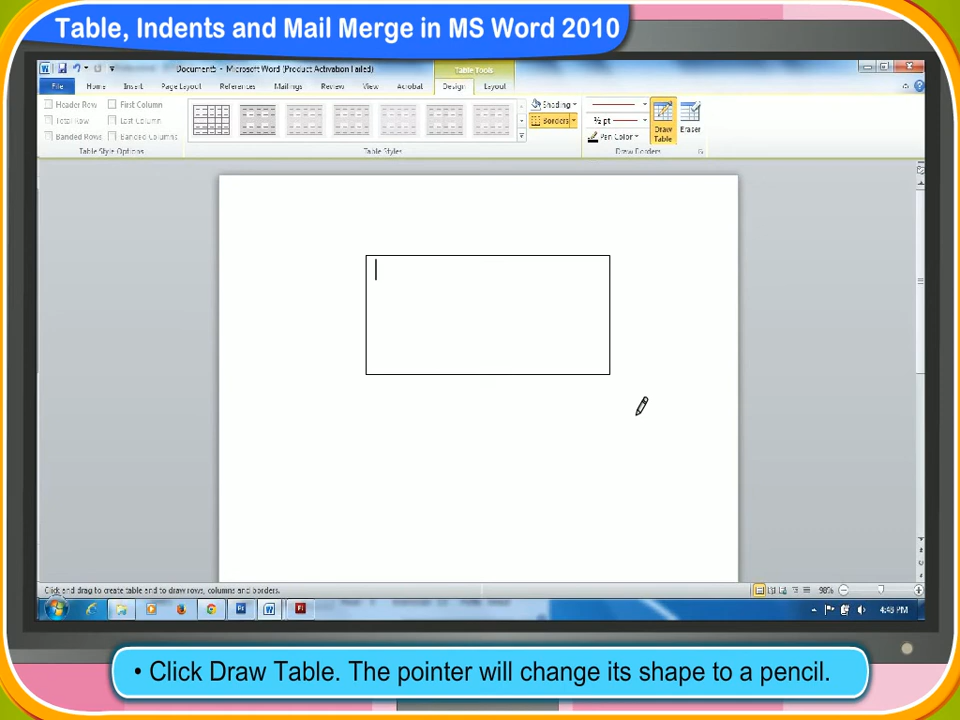 Table, Indents and Mail Merge in MS Word 2010
Document5 - Microsoft Word (Product Activation Failed)
Table Tools
File Home Insert Page Layout References Mailings Review View Acrobat Design Layout
Header Row First Column
Total Row Last Column
Banded Rows Banded Columns
Table Style Options
Table Styles
Shading
Borders
½ pt
Pen Color
Draw Table
Eraser
Draw Borders
Click and drag to create table and to draw rows, columns and borders.
98%
4:48 PM
• Click Draw Table. The pointer will change its shape to a pencil.